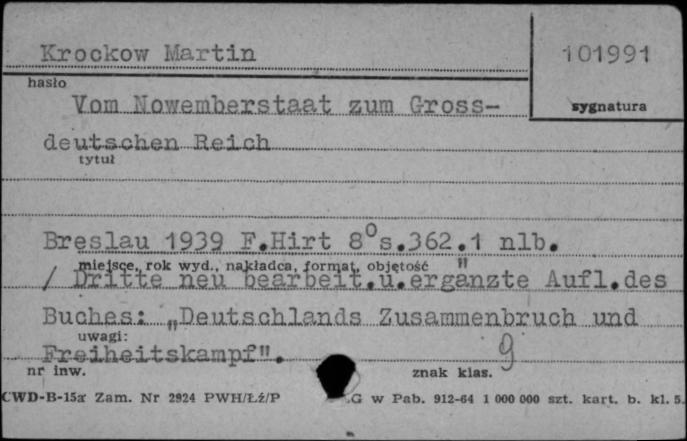 Krockow Martin
101991
hasło
sygnatura
Vom Nowemberstaat zum Gross-
deutschen Reich
tytuł
Breslau 1939 F.Hirt 8° s.362.1 nlb.
miejsce, rok wyd., nakładca, format, objętość
/ Dritte neu bearbeit.u.ergänzte Aufl.des
Buches: „Deutschlands Zusammenbruch und
uwagi:
Freiheitskampf".
9
nr inw.
znak klas.
CWD-B-15a Zam. Nr 2924 PWH/Łź/P
G w Pab. 912-64 1 000 000 szt. kart. b. kl. 5.